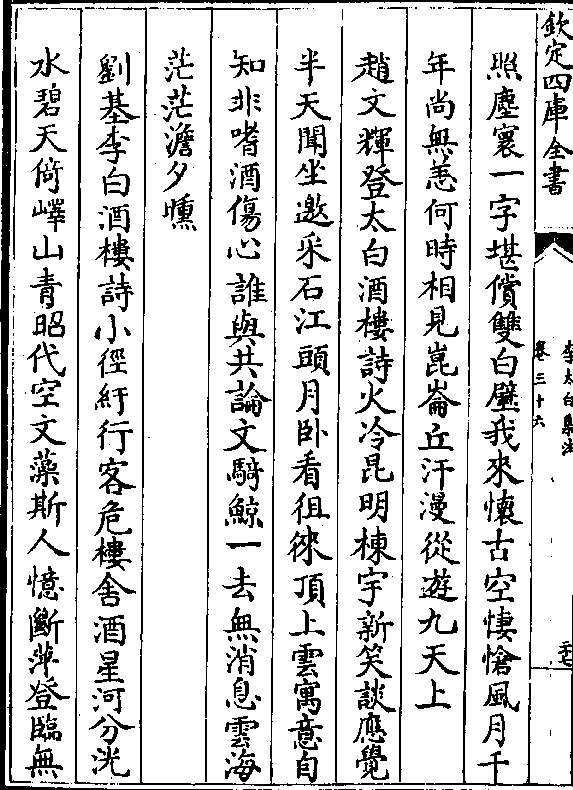 欽定四庫全書
李太白集注
卷三十六
照塵寰一字堪償雙白璧我來懷古空悽愴風月千
年尚無恙何時相見崑崙丘汗漫從遊九天上
趙文輝登太白酒樓詩火冷昆明棟宇新笑談應覺
半天聞坐邀采石江頭月卧看徂徠頂上雲寓意自
知非嗜酒傷心誰與共論文騎鯨一去無消息雲海
茫茫澹夕曛
劉基李白酒樓詩小徑紆行客危樓舍酒星河分洸
水碧天倚嶧山青昭代空文藻斯人憶斷萍登臨無